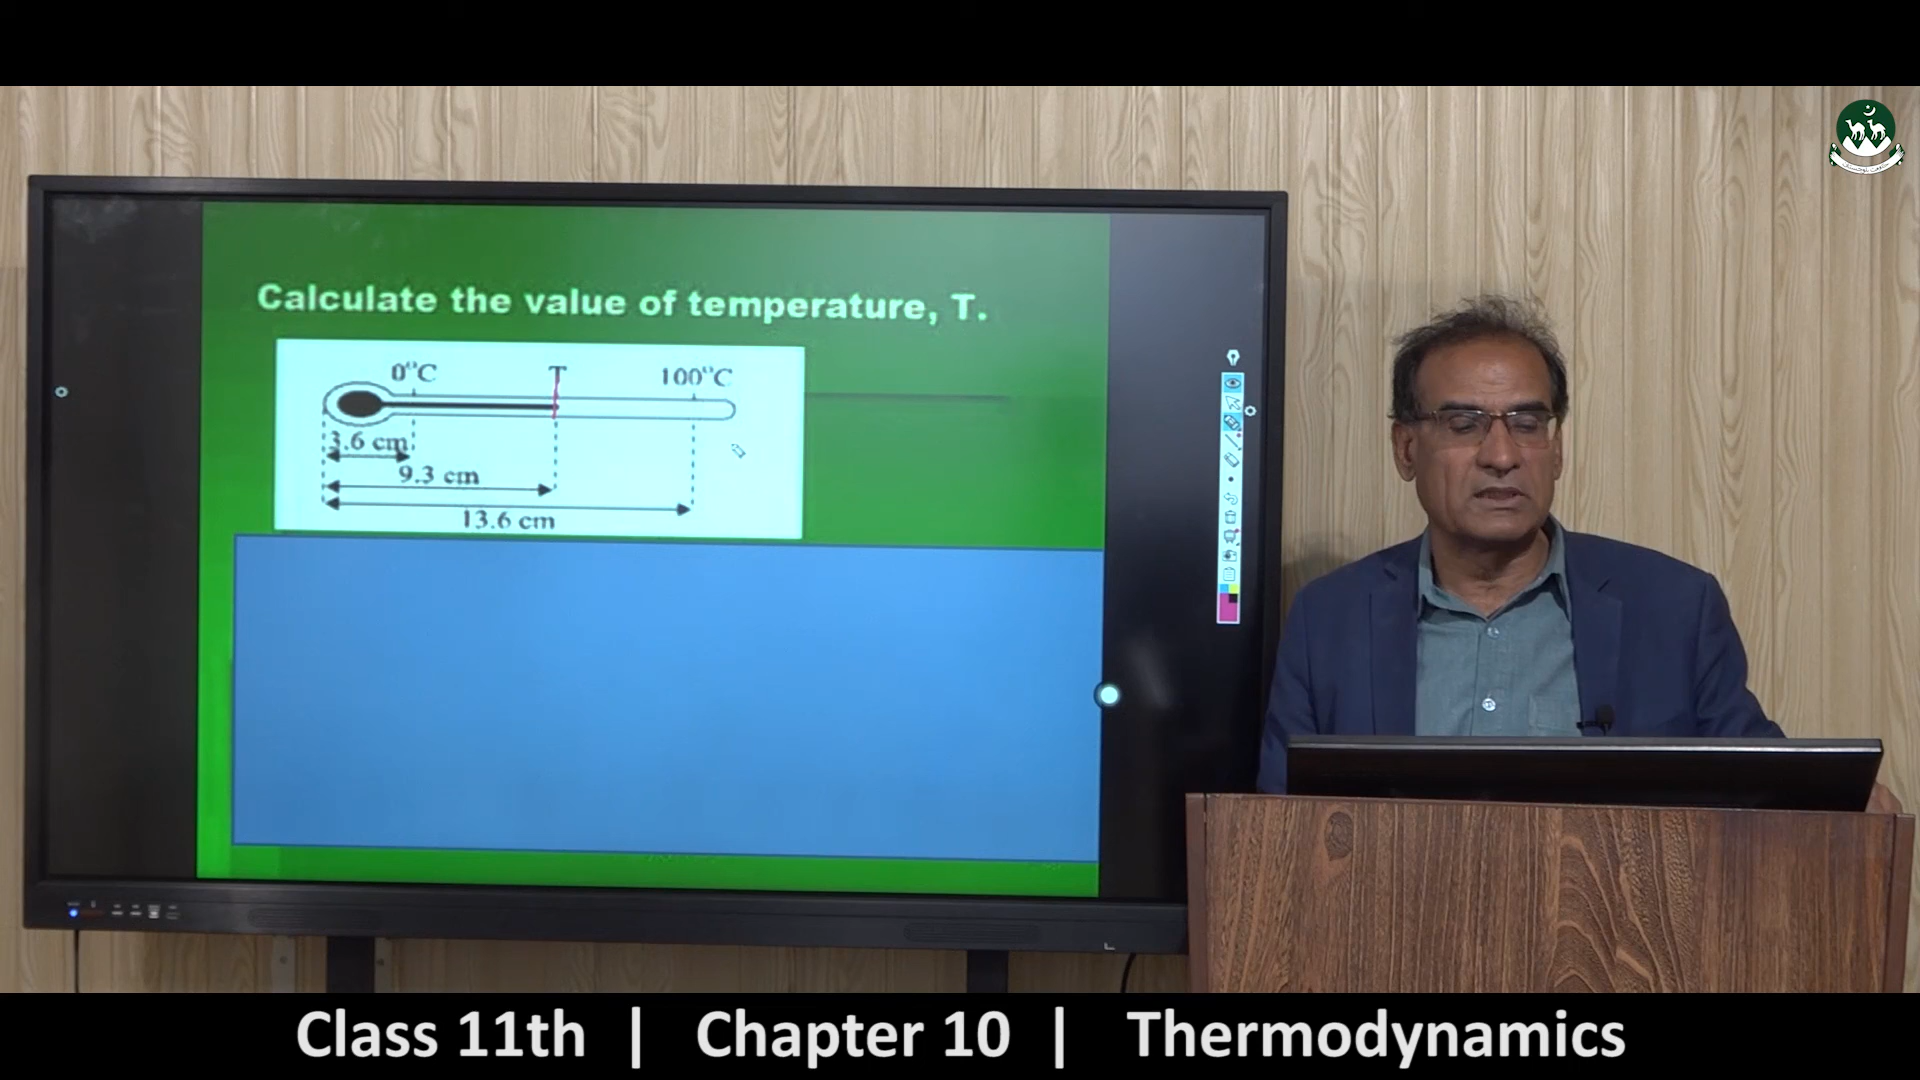 Calculate the value of temperature, T.
0°C T 100°C
3.6 cm
9.3 cm
13.6 cm
Class 11th | Chapter 10 | Thermodynamics